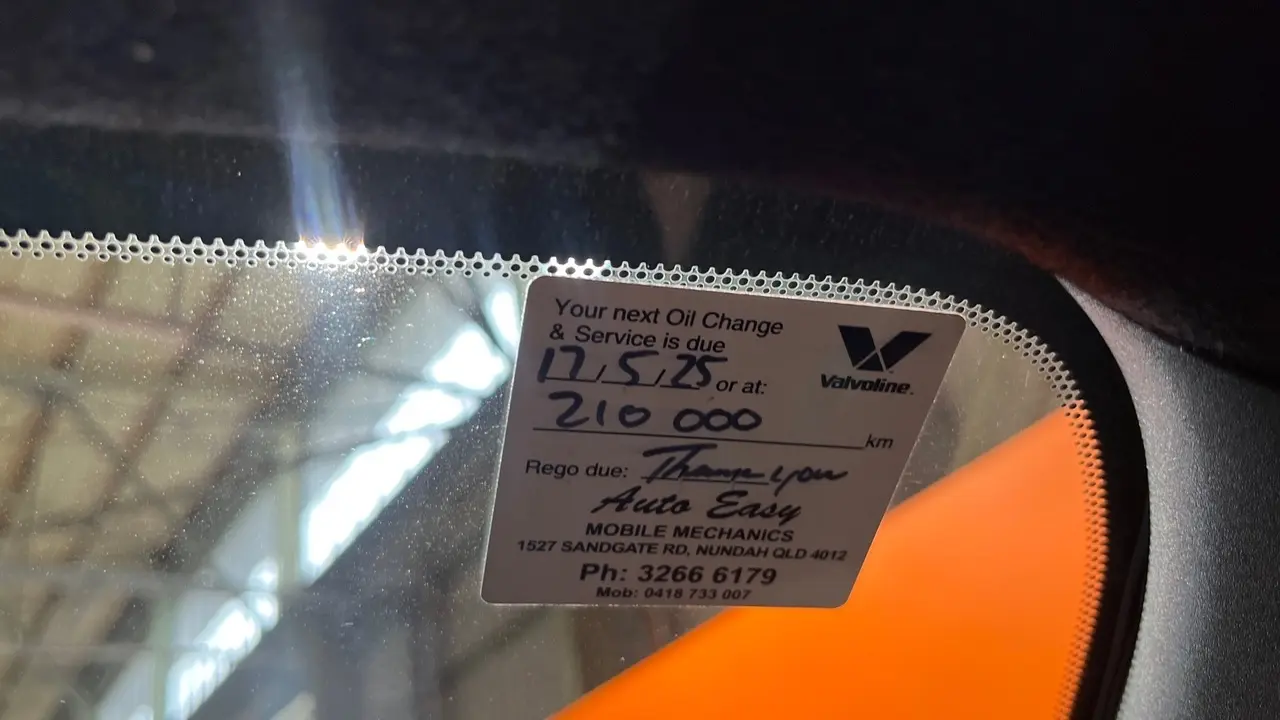 Your next Oil Change
& Service is due
17/5/25 or at:
210 000 km
Rego due: Thank you
Auto Easy
MOBILE MECHANICS
1527 SANDGATE RD, NUNDAH QLD 4012
Ph: 3266 6179
Mob: 0418 733 007
Valvoline.